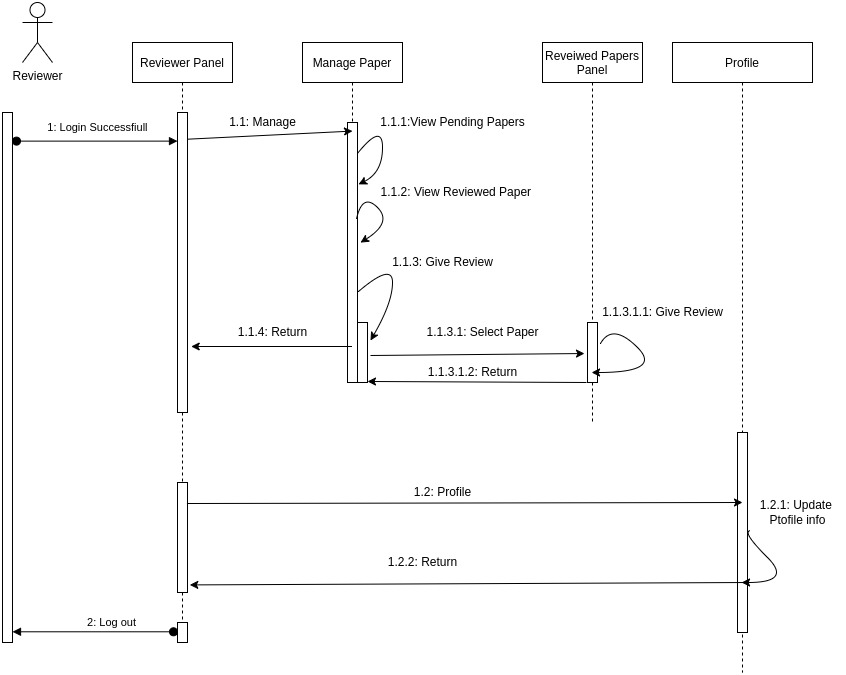 Reviewer
Reviewer Panel
Manage Paper
Reveiwed Papers
Panel
Profile
1: Login Successfiull
1.1: Manage
1.1.1:View Pending Papers
1.1.2: View Reviewed Paper
1.1.3: Give Review
1.1.3.1.1: Give Review
1.1.4: Return
1.1.3.1: Select Paper
1.1.3.1.2: Return
1.2: Profile
1.2.1: Update
Ptofile info
1.2.2: Return
2: Log out